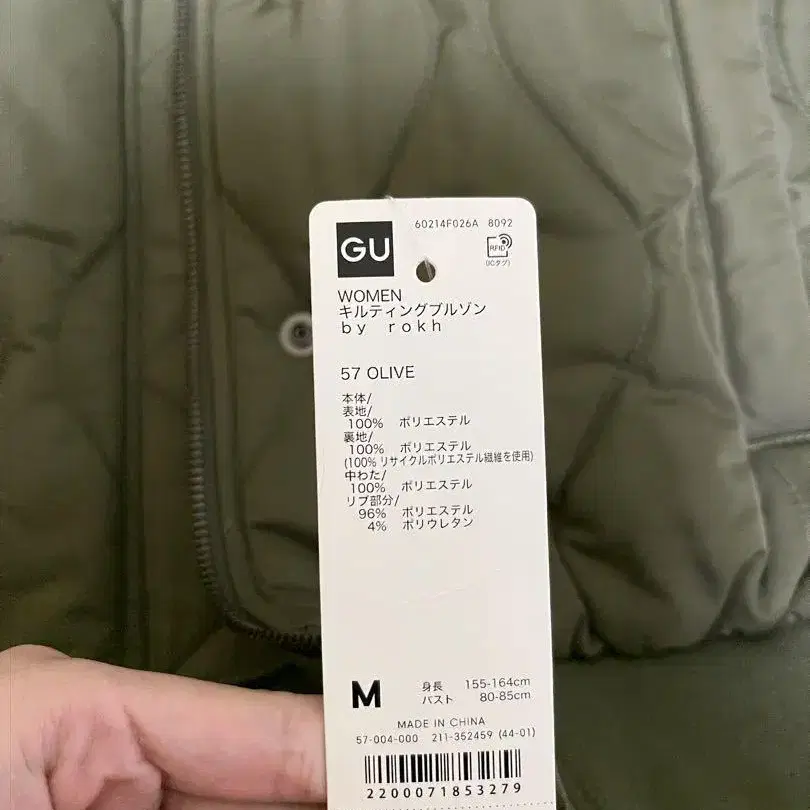 60214F026A 8092
GU
RFID
(ICタグ)
WOMEN
キルティングブルゾン
by rokh
57 OLIVE
本体/
表地/
100% ポリエステル
裏地/
100% ポリエステル
(100% リサイクルポリエステル繊維を使用)
中わた/
100% ポリエステル
リブ部分/
96% ポリエステル
4% ポリウレタン
M
身長 155-164cm
バスト 80-85cm
MADE IN CHINA
57-004-000 211-352459 (44-01)
2200071853279